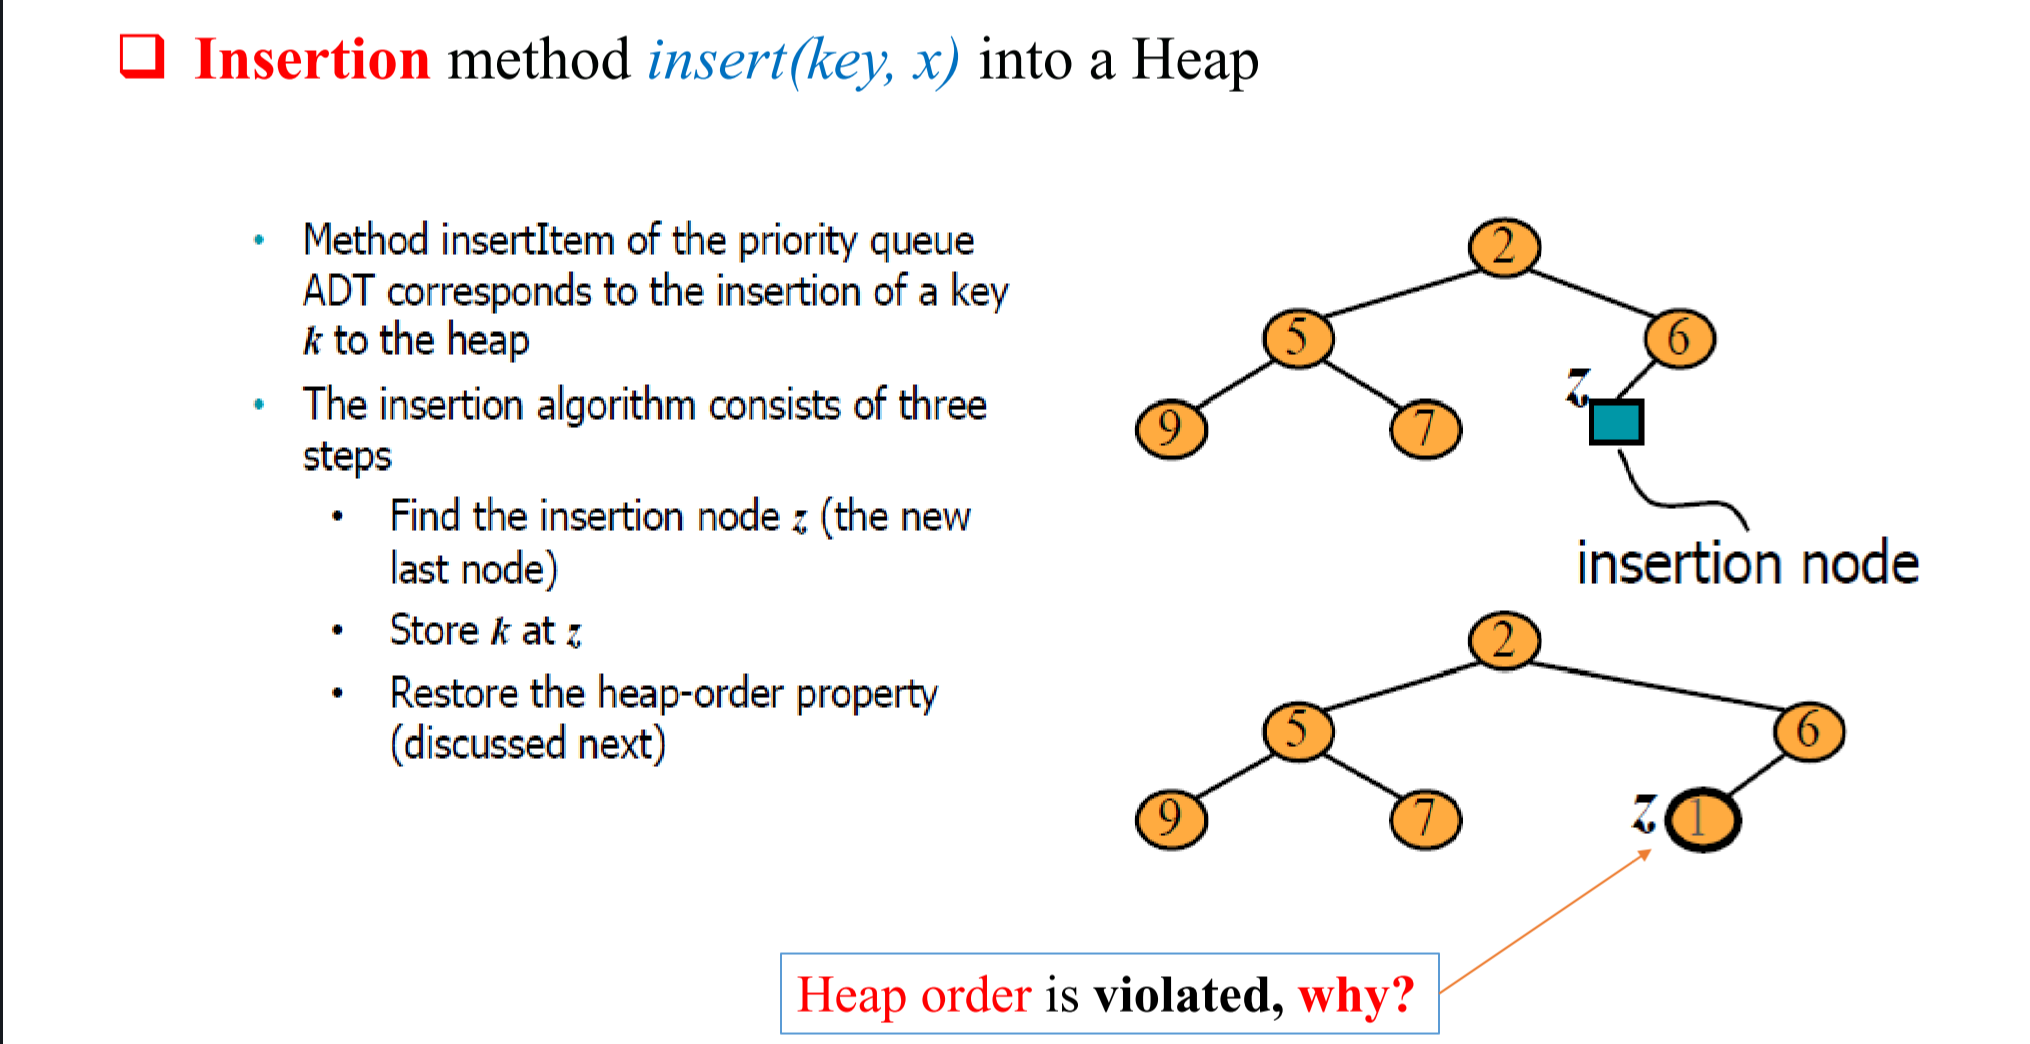 Insertion method insert(key, x) into a Heap
• Method insertItem of the priority queue
ADT corresponds to the insertion of a key
k to the heap
• The insertion algorithm consists of three
steps
• Find the insertion node z (the new
last node)
• Store k at z
• Restore the heap-order property
(discussed next)
2
5
6
z
9
7
insertion node
2
5
6
9
7
z
1
Heap order is violated, why?